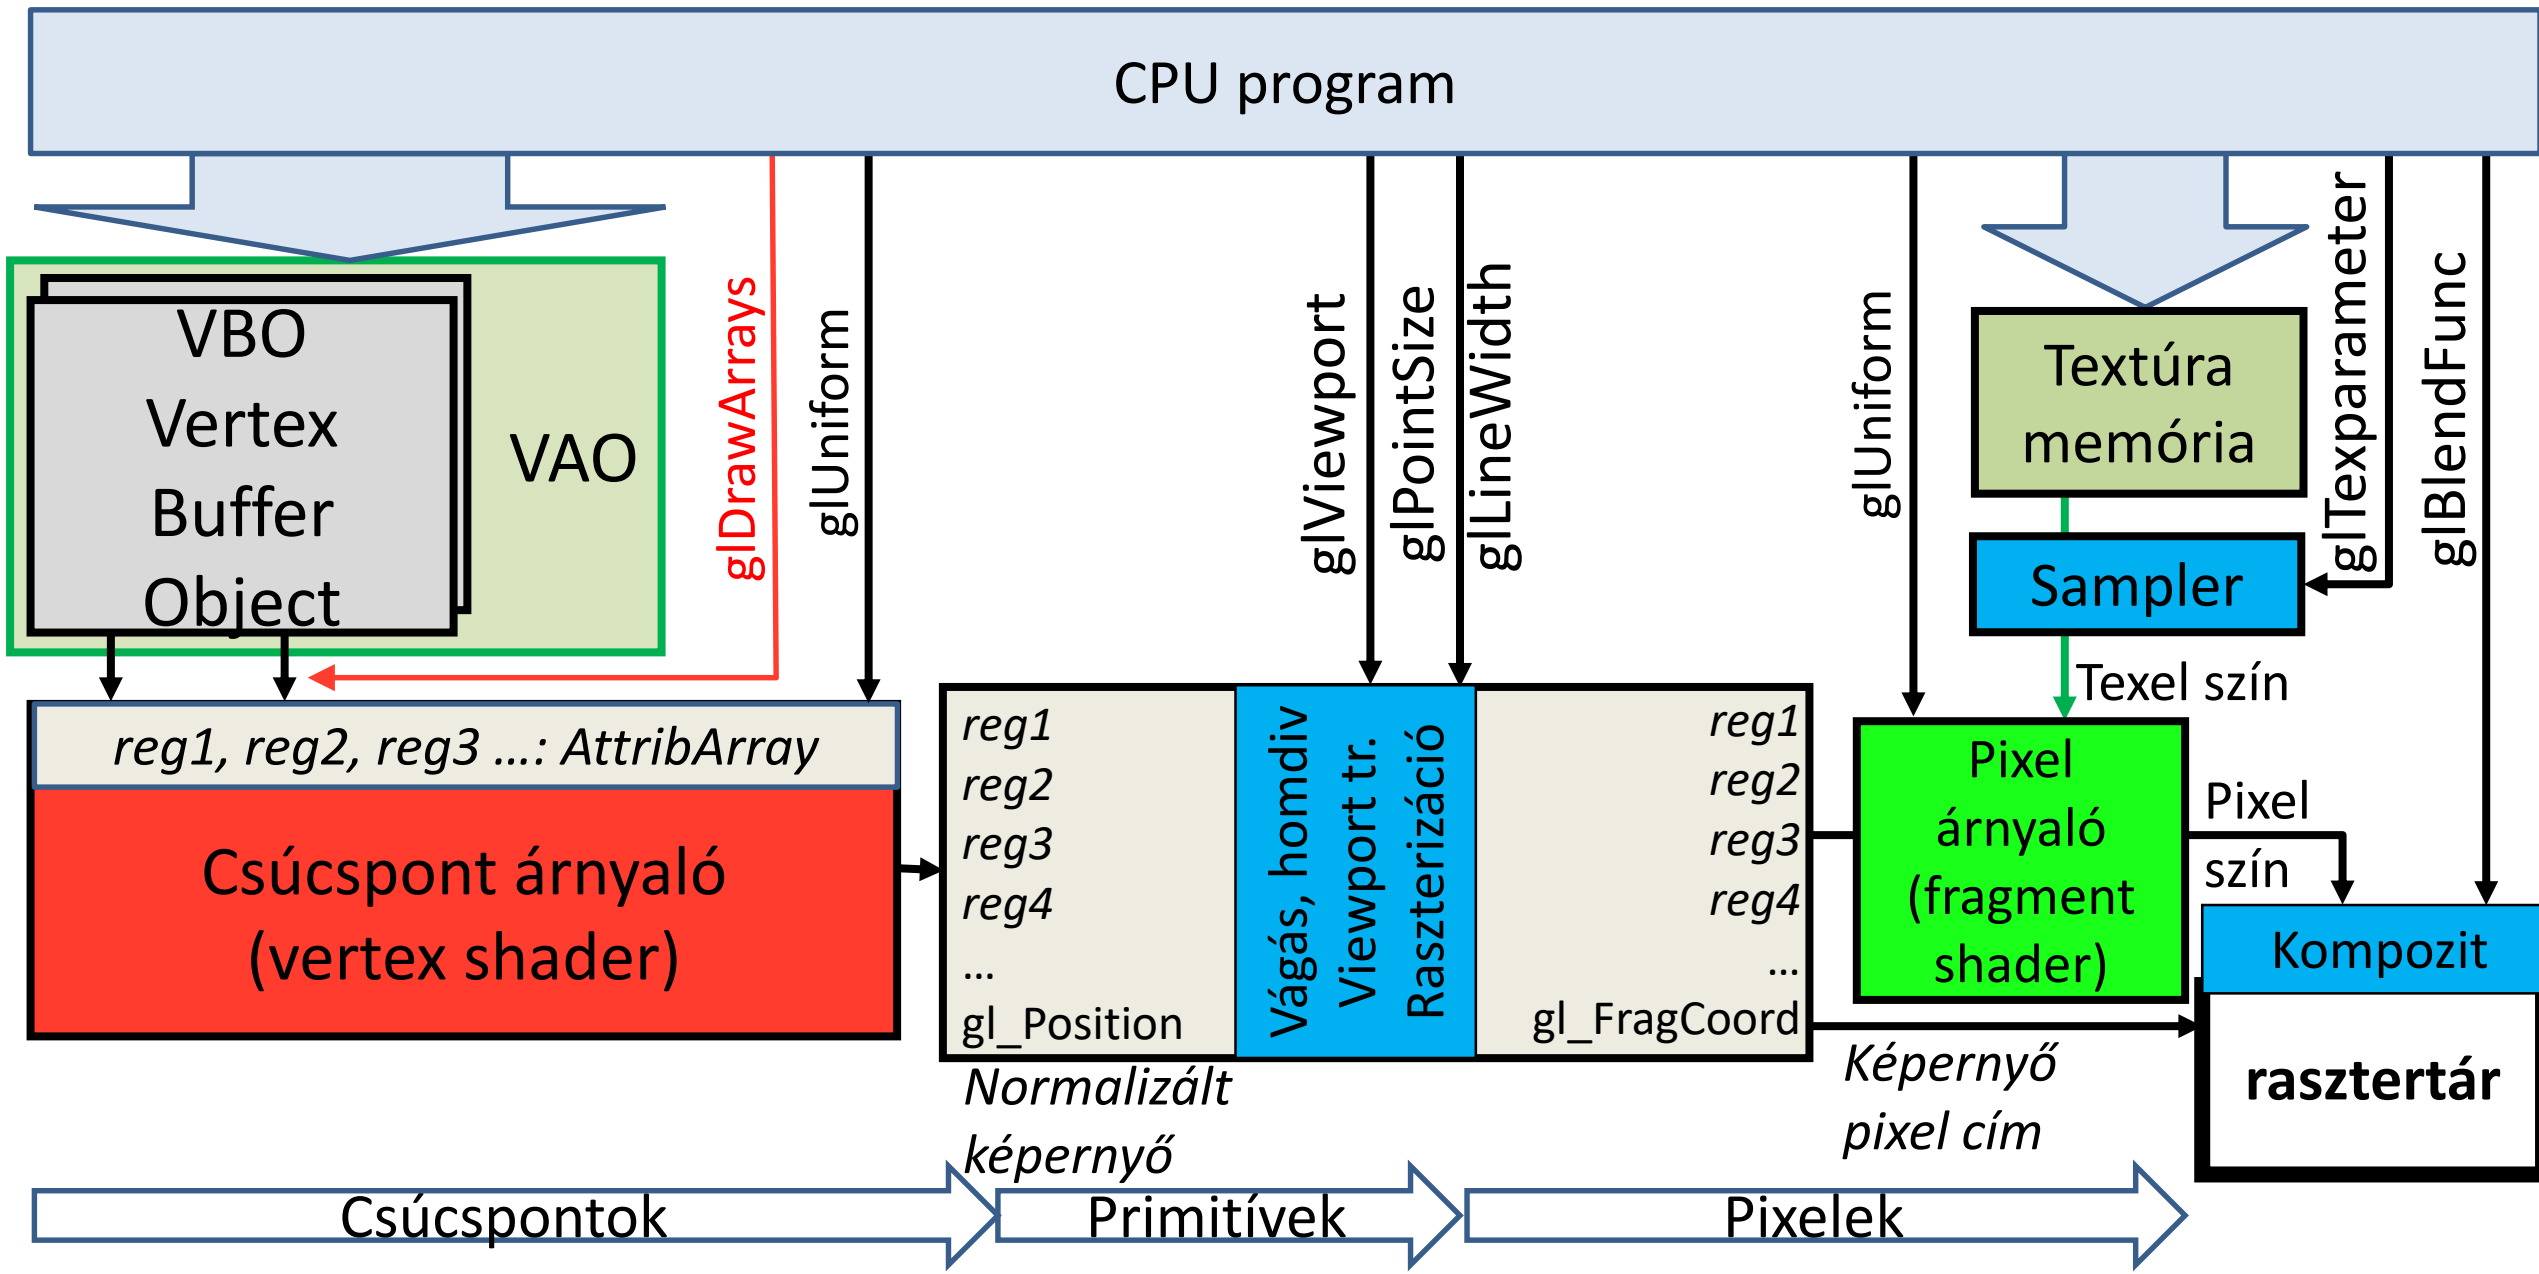 CPU program
VBO
Vertex
Buffer
Object
VAO
glDrawArrays
glUniform
glViewport
glPointSize
glLineWidth
glUniform
Textúra
memória
glTexparameter
glBlendFunc
Sampler
Texel szín
reg1, reg2, reg3 ...: AttribArray
Csúcspont árnyaló
(vertex shader)
reg1
reg2
reg3
reg4
...
gl_Position
Vágás, homdiv
Viewport tr.
Raszterizáció
reg1
reg2
reg3
reg4
...
gl_FragCoord
Pixel
árnyaló
(fragment
shader)
Pixel
szín
Kompozit
rasztertár
Normalizált
képernyő
Képernyő
pixel cím
Csúcspontok
Primitívek
Pixelek